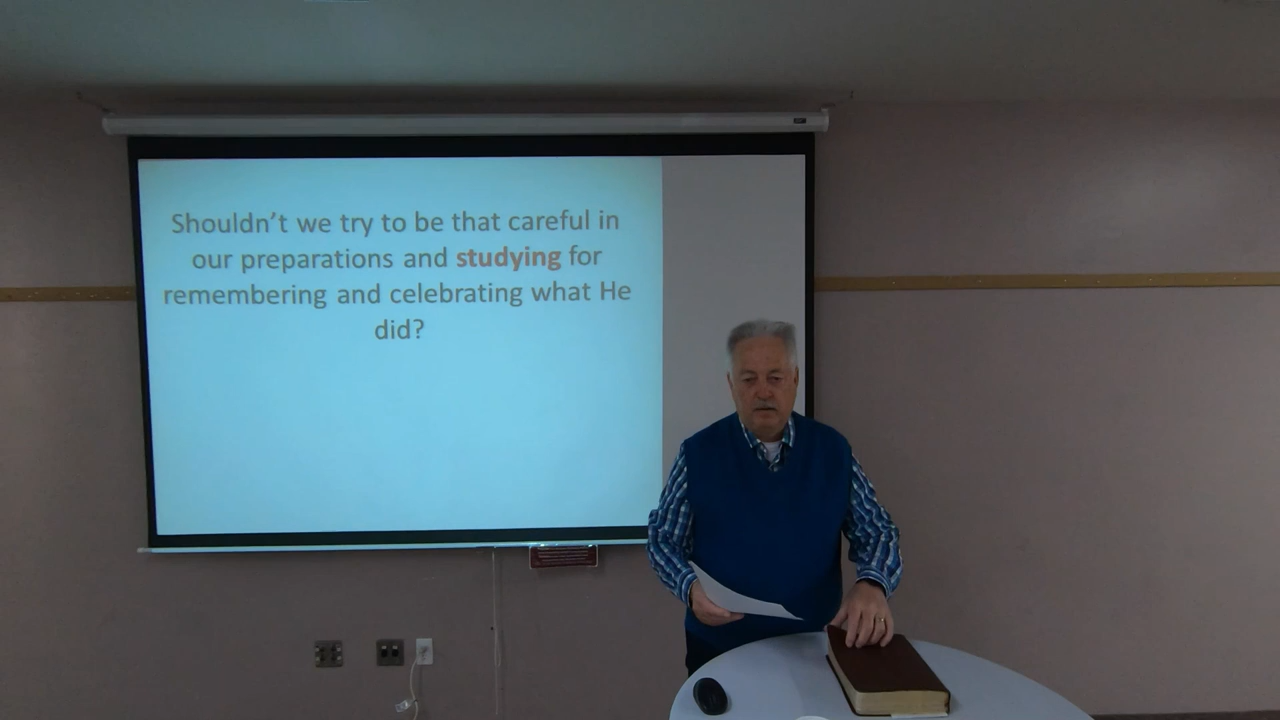 Shouldn’t we try to be that careful in
our preparations and studying for
remembering and celebrating what He
did?